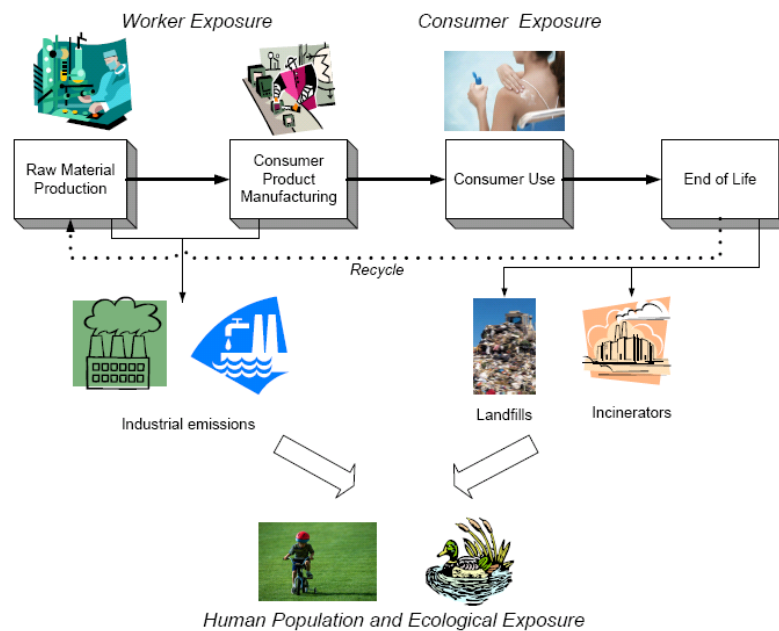 Worker Exposure
Consumer Exposure
Raw Material
Production
Consumer
Product
Manufacturing
Consumer Use
End of Life
Recycle
Industrial emissions
Landfills
Incinerators
Human Population and Ecological Exposure